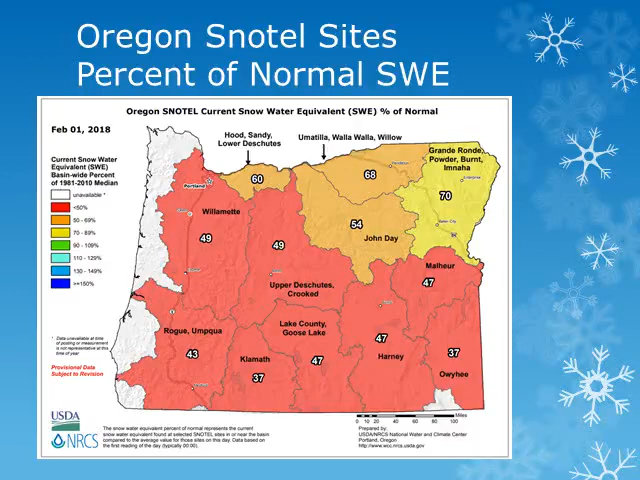 Oregon Snotel Sites
Percent of Normal SWE
Oregon SNOTEL Current Snow Water Equivalent (SWE) % of Normal
Feb 01, 2018
Current Snow Water
Equivalent (SWE)
Basin-wide Percent
of 1981-2010 Median
unavailable *
<50%
50 - 69%
70 - 89%
90 - 109%
110 - 129%
130 - 149%
>=150%
* Data unavailable at time
of posting or measurement
is not representative at this
time of year
Provisional Data
Subject to Revision
Hood, Sandy,
Lower Deschutes
Umatilla, Walla Walla, Willow
Grande Ronde,
Powder, Burnt,
Imnaha
Portland
60
68
70
Willamette
49
49
54
John Day
Malheur
47
Upper Deschutes,
Crooked
Rogue, Umpqua
43
Lake County,
Goose Lake
47
47
Harney
Klamath
37
37
Owyhee
Miles
0 10 20 40 60 80 100
USDA
NRCS
The snow water equivalent percent of normal represents the current
snow water equivalent found at selected SNOTEL sites in or near the basin
compared to the average value for those sites on this day. Data based on
the first reading of the day (typically 00:00).
Prepared by:
USDA/NRCS National Water and Climate Center
Portland, Oregon
http://www.wcc.nrcs.usda.gov